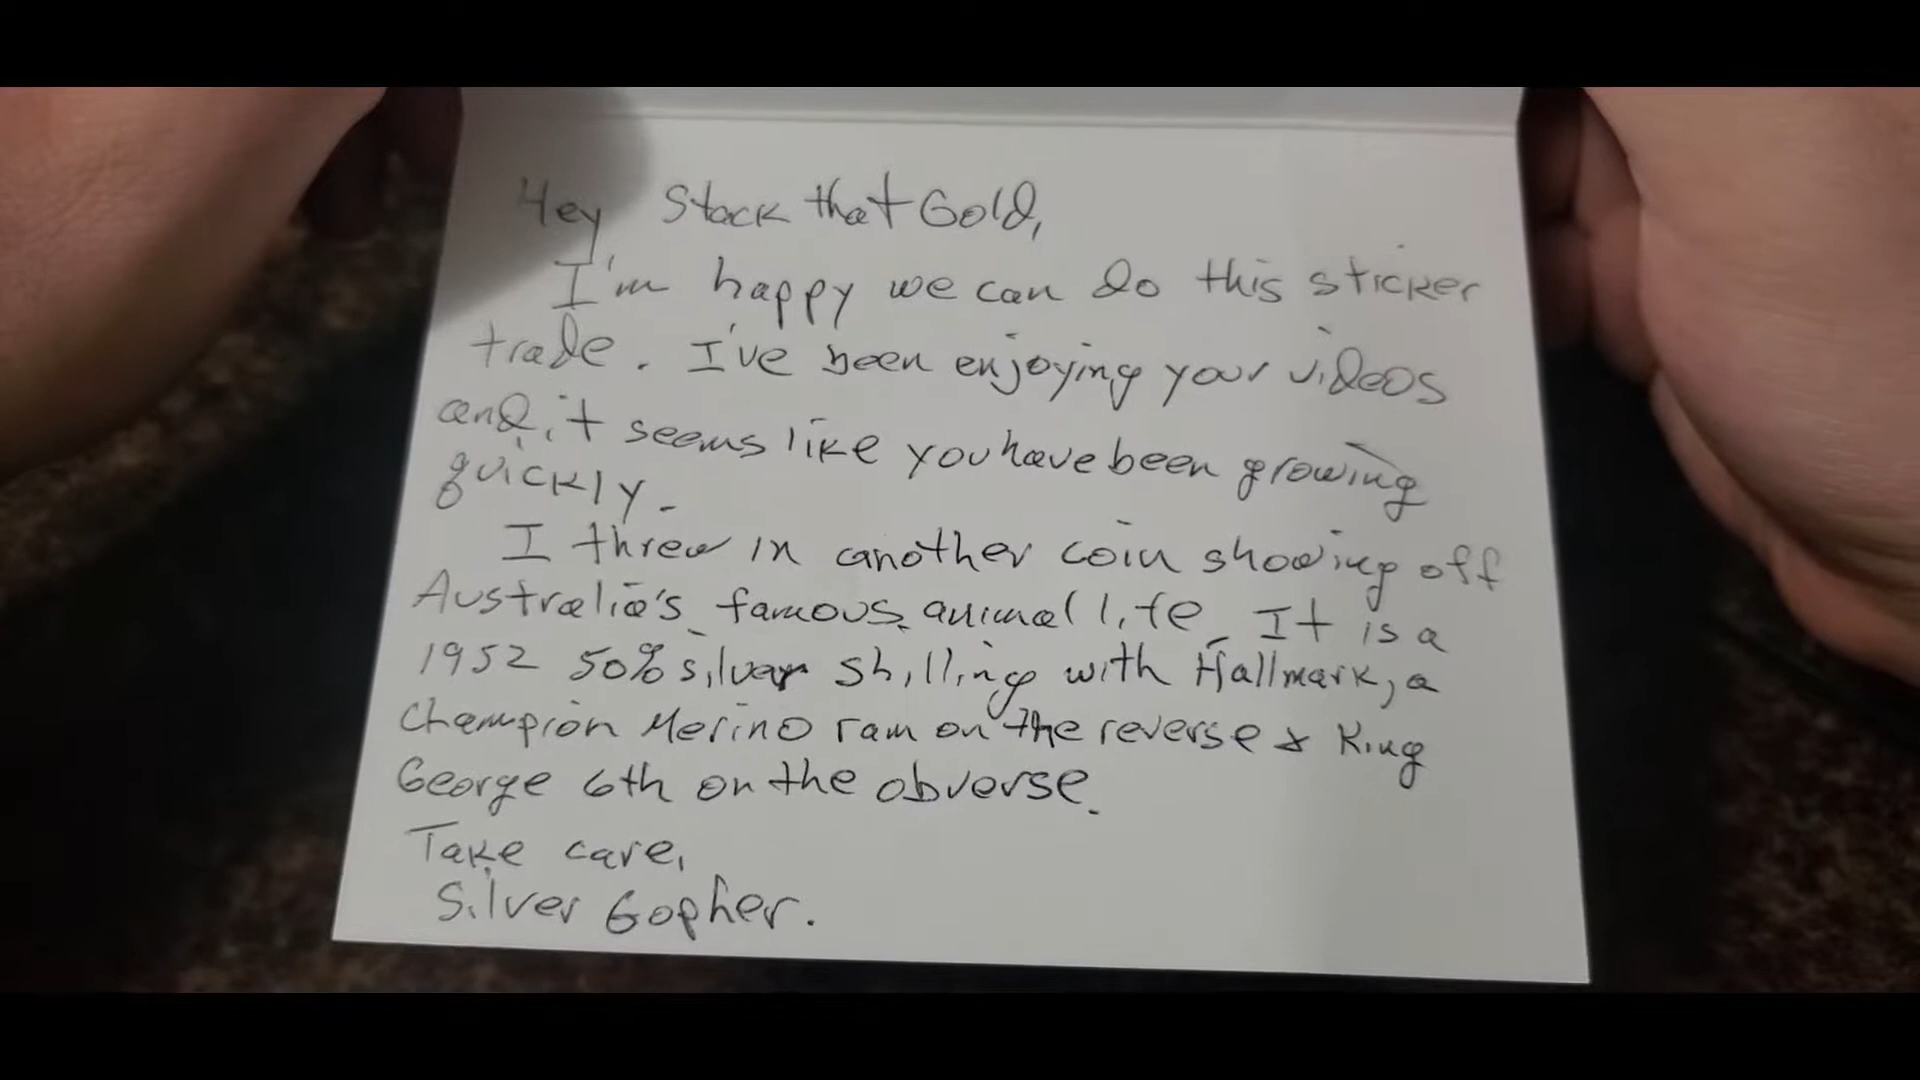 Hey Stack that Gold,
I'm happy we can do this sticker
trade. I've been enjoying your videos
and it seems like you have been growing
quickly.
I threw in another coin showing off
Australia's famous animal life. It is a
1952 50% silver shilling with Hallmark, a
Champion Merino ram on the reverse & King
George 6th on the obverse.
Take care,
Silver Gopher.